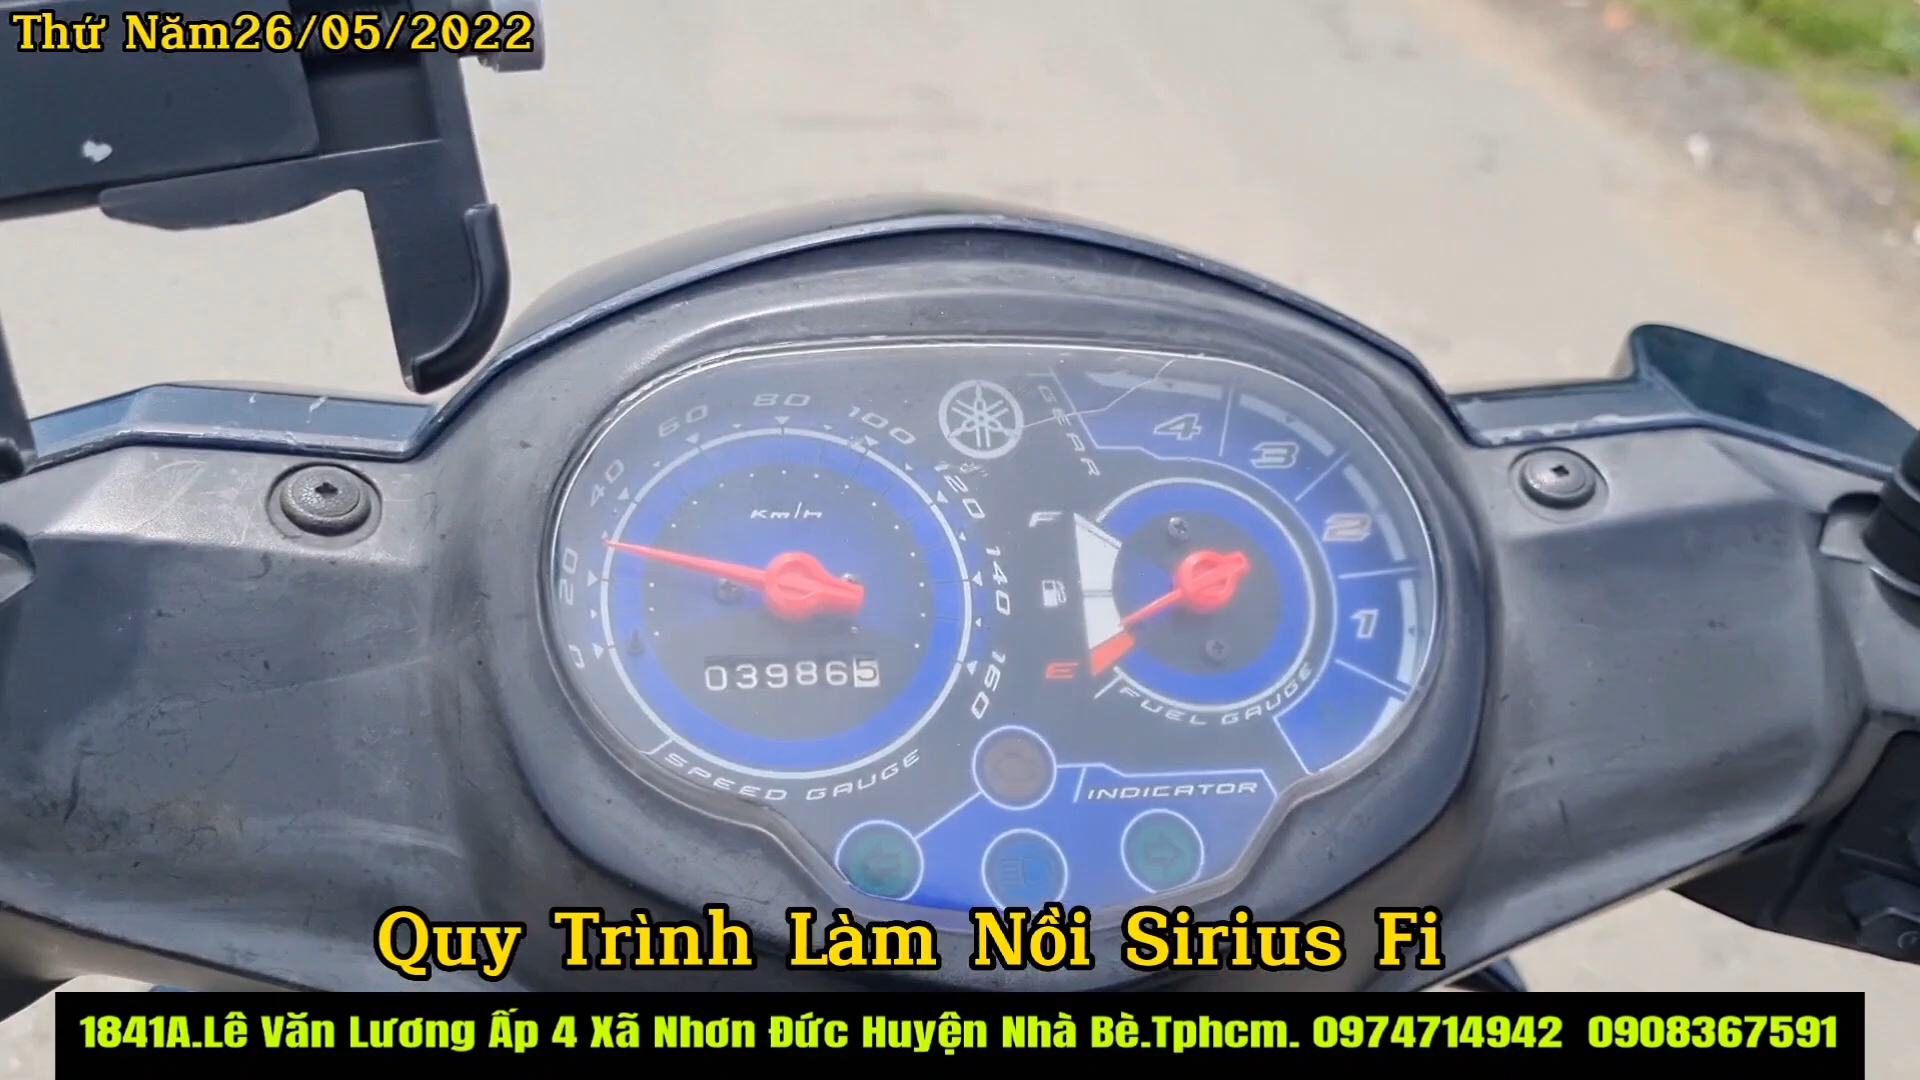 Thứ Năm26/05/2022
60 80 100
40
20
0
120
140
160
Km/h
039865
SPEED GAUGE
GEAR
4
3
2
1
F
E
FUEL GAUGE
INDICATOR
Quy Trình Làm Nồi Sirius Fi
1841A.Lê Văn Lương Ấp 4 Xã Nhơn Đức Huyện Nhà Bè.Tphcm. 0974714942 0908367591